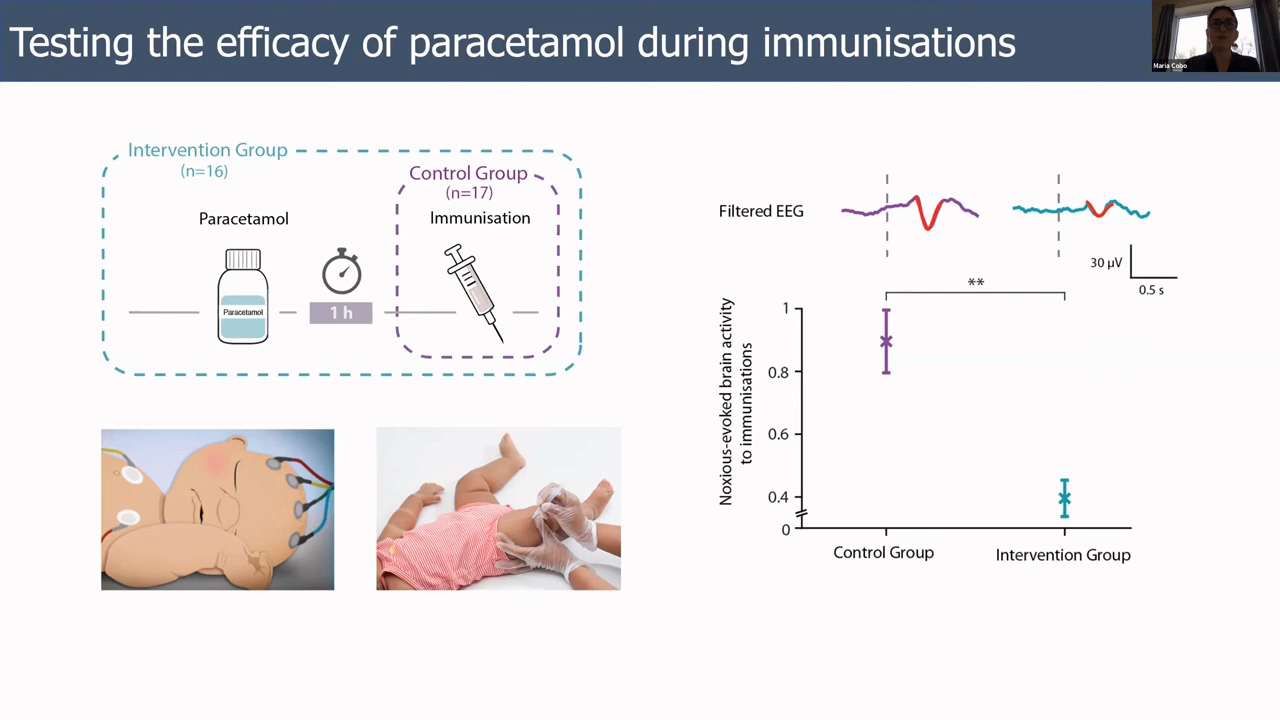 Testing the efficacy of paracetamol during immunisations
Maria Cobo
Intervention Group
(n=16)
Control Group
(n=17)
Paracetamol
Immunisation
Paracetamol
1 h
Filtered EEG
30 µV
0.5 s
**
Noxious-evoked brain activity
to immunisations
1
0.8
0.6
0.4
0
Control Group
Intervention Group